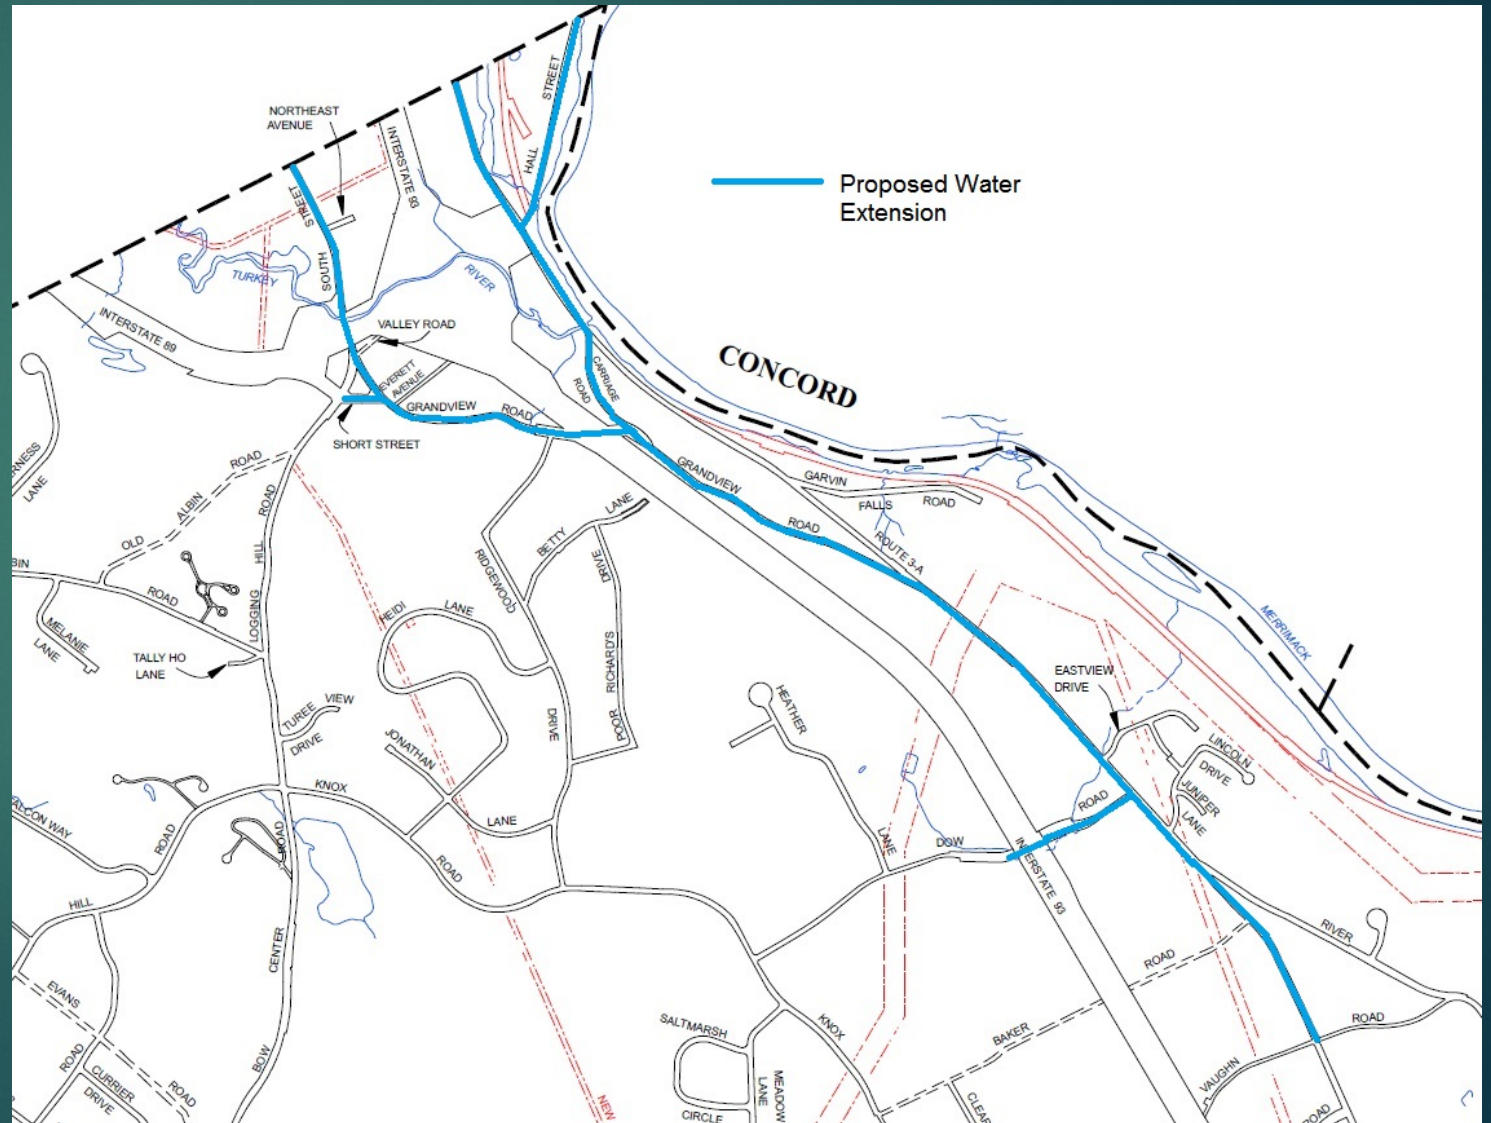 NORTHEAST
AVENUE
INTERSTATE 93
HALL
STREET
Proposed Water
Extension
STREET
SOUTH
TURKEY
RIVER
INTERSTATE 89
VALLEY ROAD
EVERETT
AVENUE
CARRIAGE
ROAD
CONCORD
GRANDVIEW
ROAD
SHORT STREET
LANE
ROAD
ALBIN
OLD
GRANDVIEW
ROAD
GARVIN
FALLS
ROAD
ROUTE 3-A
BETTY
LANE
RIDGEWOOD
DRIVE
POOR
RICHARD'S
DRIVE
LOGGING
HILL
ROAD
ROAD
HEIDI
LANE
MELANIE
LANE
TALLY HO
LANE
MERRIMACK
EASTVIEW
DRIVE
TUREE
VIEW
DRIVE
JONATHAN
LANE
HEATHER
LANE
LINCOLN
DRIVE
JUNIPER
LANE
KNOX
ROAD
ROAD
DOW
ROAD
INTERSTATE 93
ROAD
HILL
CENTER
RIVER
ROAD
BAKER
ROAD
EVANS
ROAD
ROAD
CURRIER
DRIVE
BOW
SALTMARSH
CIRCLE
MEADOW
LANE
KNOX
VAUGHN
ROAD
NEW
ROAD